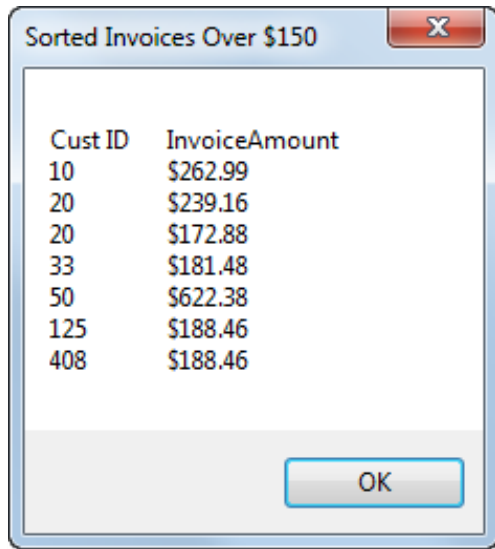 Sorted Invoices Over $150
Cust ID InvoiceAmount
10 $262.99
20 $239.16
20 $172.88
33 $181.48
50 $622.38
125 $188.46
408 $188.46
OK